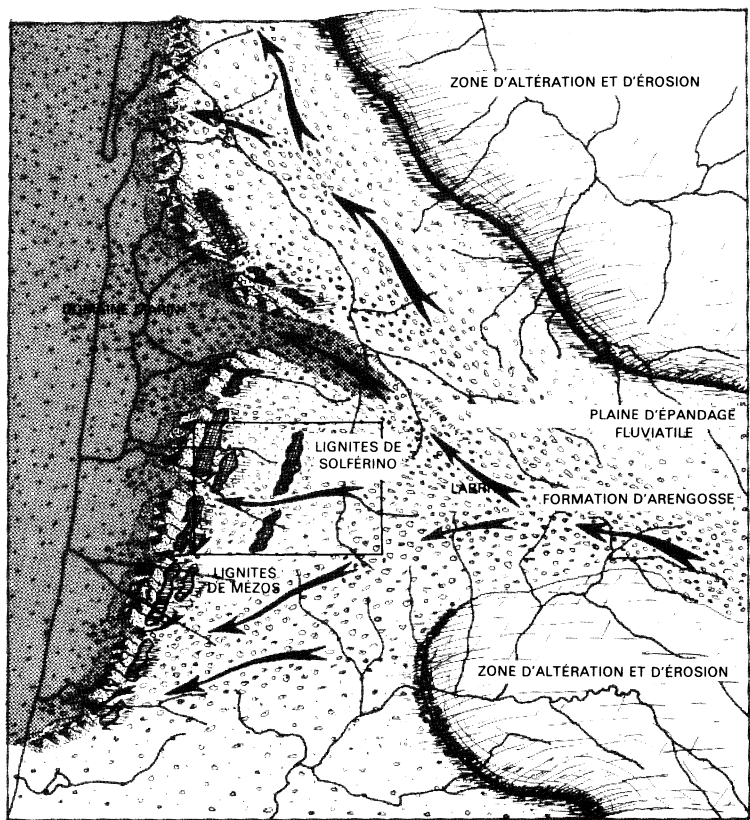 ZONE D'ALTÉRATION ET D'ÉROSION
PLAINE D'ÉPANDAGE
FLUVIATILE
LIGNITES DE
SOLFÉRINO
FORMATION D'ARENGOSSE
LIGNITES
DE MÉZOS
ZONE D'ALTÉRATION ET D'ÉROSION